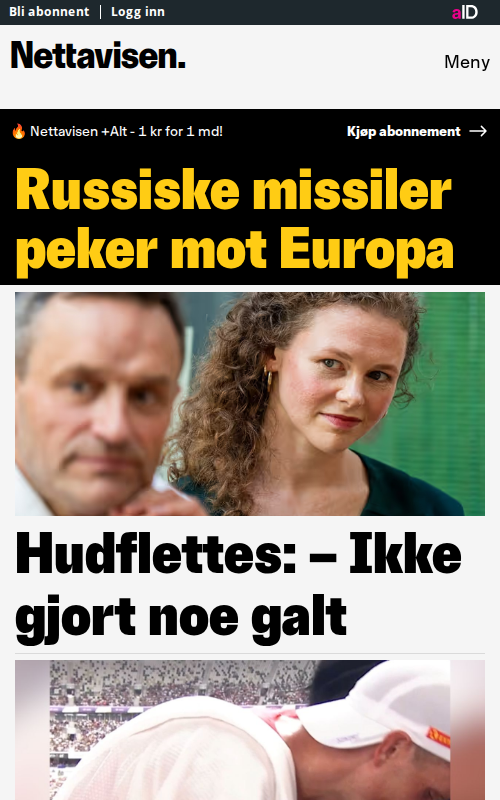 Bli abonnent | Logg inn
aID
Nettavisen.
Meny
🔥 Nettavisen +Alt - 1 kr for 1 md!
Kjøp abonnement →
Russiske missiler
peker mot Europa
Hudflettes: – Ikke
gjort noe galt